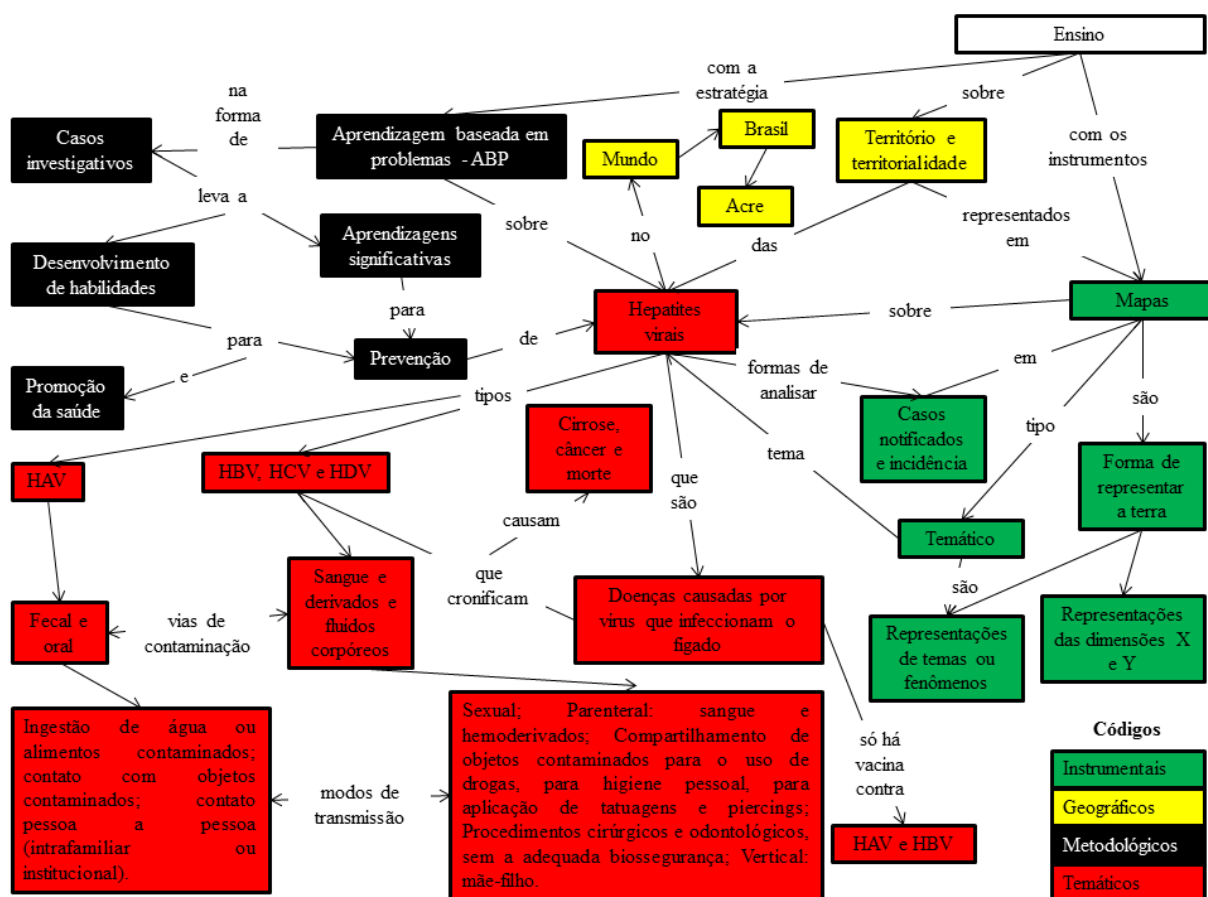 Ensino
com a
estratégia
sobre
com os
instrumentos
na
forma
de
Casos
investigativos
Aprendizagem baseada em
problemas - ABP
Mundo
Brasil
Acre
Território e
territorialidade
leva a
sobre
no
das
representados
em
Desenvolvimento
de habilidades
Aprendizagens
significativas
para
para
e
Prevenção
de
Hepatites
virais
sobre
Mapas
Promoção
da saúde
tipos
formas de
analisar
em
tipo
são
HAV
HBV, HCV e HDV
Cirrose,
câncer e
morte
que
são
tema
Casos
notificados
e incidência
Forma de
representar
a terra
causam
Temático
são
Fecal e
oral
vias de
contaminação
Sangue e
derivados e
fluidos
corpóreos
que
cronificam
Doenças causadas por
virus que infeccionam o
figado
Representações
de temas ou
fenômenos
Representações
das dimensões X
e Y
Ingestão de água ou
alimentos contaminados;
contato com objetos
contaminados; contato
pessoa a pessoa
(intrafamiliar ou
institucional).
modos de
transmissão
Sexual; Parenteral: sangue e
hemoderivados; Compartilhamento de
objetos contaminados para o uso de
drogas, para higiene pessoal, para
aplicação de tatuagens e piercings;
Procedimentos cirúrgicos e odontológicos,
sem a adequada biossegurança; Vertical:
mãe-filho.
só há
vacina
contra
HAV e HBV
Códigos
Instrumentais
Geográficos
Metodológicos
Temáticos